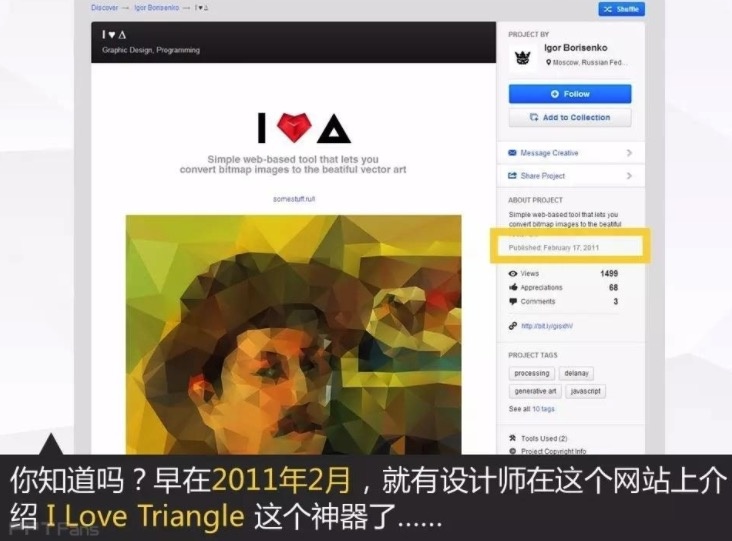 Discover → Igor Borisenko → I ♥ Δ
Shuffle
I ♥ Δ
Graphic Design, Programming
PROJECT BY
Igor Borisenko
Moscow, Russian Fed...
Follow
Add to Collection
I ♥ Δ
Simple web-based tool that lets you
convert bitmap images to the beatiful vector art
Message Creative
Share Project
ABOUT PROJECT
Simple web-based tool that lets you
convert bitmap images to the beatiful
Published: February 17, 2011
Views 1499
Appreciations 68
Comments 3
PROJECT TAGS
processing delanay
generative art javascript
See all 10 tags
Tools Used (2)
Project Copyright Info
你知道吗？早在2011年2月，就有设计师在这个网站上介
绍 I Love Triangle 这个神器了......
PPT Fans